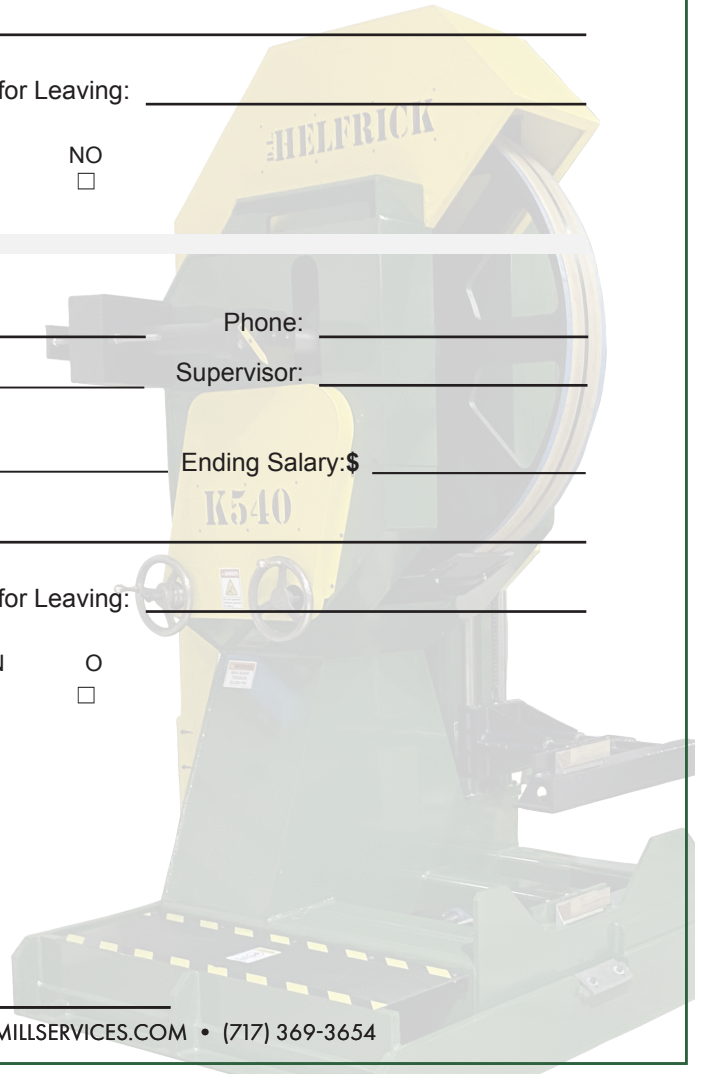 for Leaving:
HELFRICK
NO
Phone:
Supervisor:
Ending Salary:$
K540
for Leaving:
O
MILLSERVICES.COM • (717) 369-3654